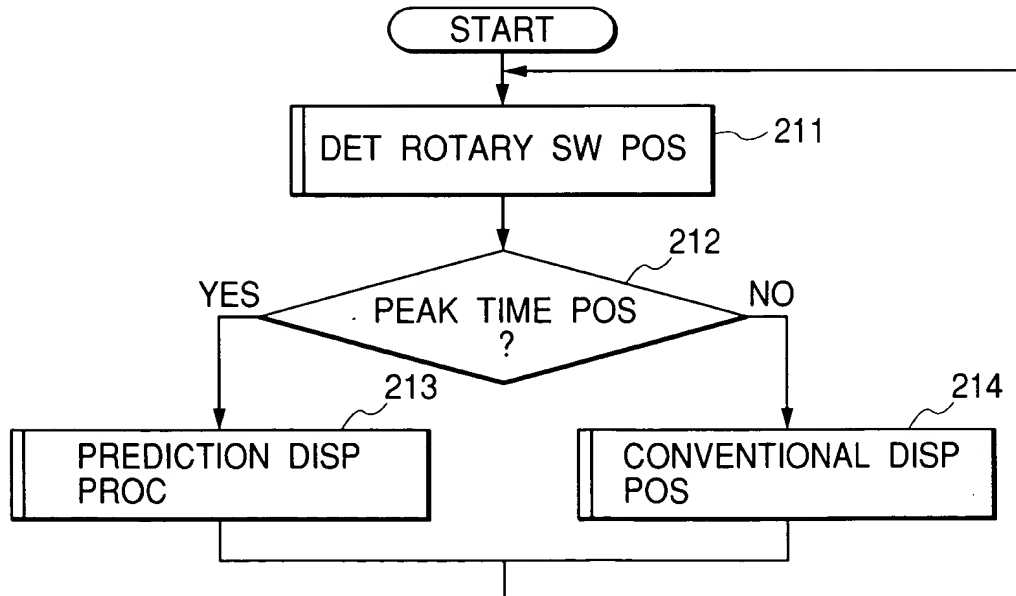 START
DET ROTARY SW POS
211
212
YES
PEAK TIME POS
?
NO
213
214
PREDICTION DISP
PROC
CONVENTIONAL DISP
POS